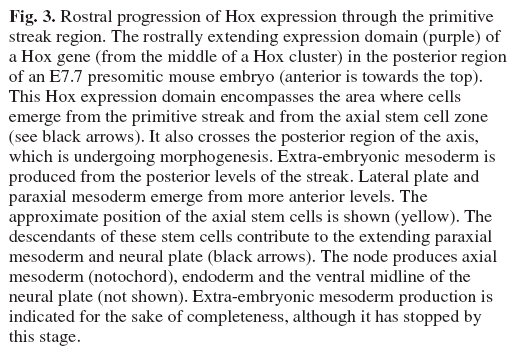 Fig. 3. Rostral progression of Hox expression through the primitive
streak region. The rostrally extending expression domain (purple) of
a Hox gene (from the middle of a Hox cluster) in the posterior region
of an E7.7 presomitic mouse embryo (anterior is towards the top).
This Hox expression domain encompasses the area where cells
emerge from the primitive streak and from the axial stem cell zone
(see black arrows). It also crosses the posterior region of the axis,
which is undergoing morphogenesis. Extra-embryonic mesoderm is
produced from the posterior levels of the streak. Lateral plate and
paraxial mesoderm emerge from more anterior levels. The
approximate position of the axial stem cells is shown (yellow). The
descendants of these stem cells contribute to the extending paraxial
mesoderm and neural plate (black arrows). The node produces axial
mesoderm (notochord), endoderm and the ventral midline of the
neural plate (not shown). Extra-embryonic mesoderm production is
indicated for the sake of completeness, although it has stopped by
this stage.